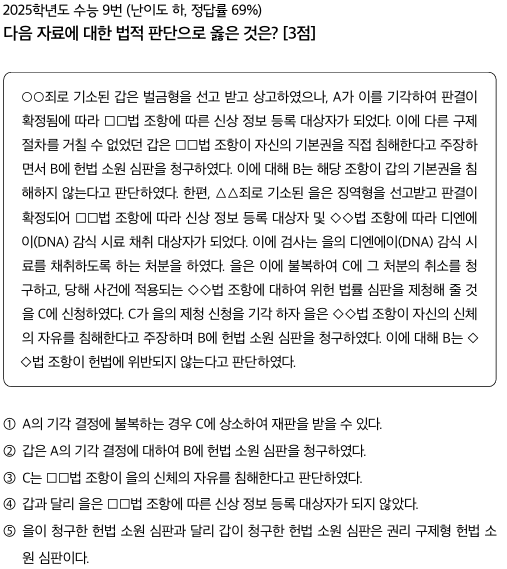 2025학년도 수능 9번 (난이도 하, 정답률 69%)
다음 자료에 대한 법적 판단으로 옳은 것은? [3점]
○○죄로 기소된 갑은 벌금형을 선고 받고 상고하였으나, A가 이를 기각하여 판결이
확정됨에 따라 □□법 조항에 따른 신상 정보 등록 대상자가 되었다. 이에 다른 구제
절차를 거칠 수 없었던 갑은 □□법 조항이 자신의 기본권을 직접 침해한다고 주장하
면서 B에 헌법 소원 심판을 청구하였다. 이에 대해 B는 해당 조항이 갑의 기본권을 침
해하지 않는다고 판단하였다. 한편, △△죄로 기소된 을은 징역형을 선고받고 판결이
확정되어 □□법 조항에 따라 신상 정보 등록 대상자 및 ◇◇법 조항에 따라 디엔에
이(DNA) 감식 시료 채취 대상자가 되었다. 이에 검사는 을의 디엔에이(DNA) 감식 시
료를 채취하도록 하는 처분을 하였다. 을은 이에 불복하여 C에 그 처분의 취소를 청
구하고, 당해 사건에 적용되는 ◇◇법 조항에 대하여 위헌 법률 심판을 제청해 줄 것
을 C에 신청하였다. C가 을의 제청 신청을 기각 하자 을은 ◇◇법 조항이 자신의 신체
의 자유를 침해한다고 주장하며 B에 헌법 소원 심판을 청구하였다. 이에 대해 B는 ◇
◇법 조항이 헌법에 위반되지 않는다고 판단하였다.
① A의 기각 결정에 불복하는 경우 C에 상소하여 재판을 받을 수 있다.
② 갑은 A의 기각 결정에 대하여 B에 헌법 소원 심판을 청구하였다.
③ C는 □□법 조항이 을의 신체의 자유를 침해한다고 판단하였다.
④ 갑과 달리 을은 □□법 조항에 따른 신상 정보 등록 대상자가 되지 않았다.
⑤ 을이 청구한 헌법 소원 심판과 달리 갑이 청구한 헌법 소원 심판은 권리 구제형 헌법 소
원 심판이다.